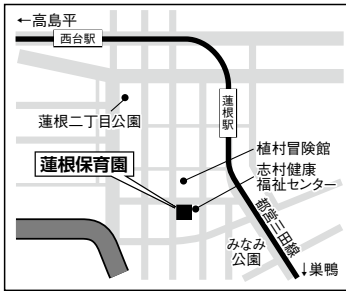 ←高島平
西台駅
蓮根駅
蓮根二丁目公園
植村冒険館
蓮根保育園
志村健康
福祉センター
都営三田線
みなみ
公園
↓巣鴨